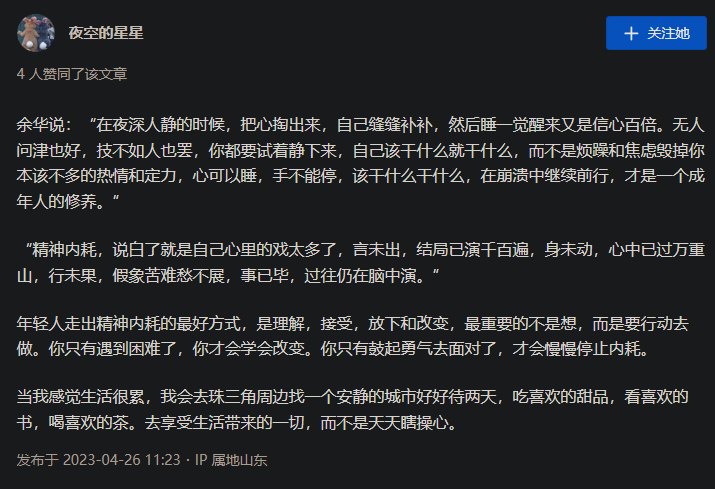 夜空的星星
关注她
4 人赞同了该文章
余华说：“在夜深人静的时候，把心掏出来，自己缝缝补补，然后睡一觉醒来又是信心百倍。无人
问津也好，技不如人也罢，你都要试着静下来，自己该干什么就干什么，而不是烦躁和焦虑毁掉你
本该不多的热情和定力，心可以睡，手不能停，该干什么干什么，在崩溃中继续前行，才是一个成
年人的修养。“
“精神内耗，说白了就是自己心里的戏太多了，言未出，结局已演千百遍，身未动，心中已过万重
山，行未果，假象苦难愁不展，事已毕，过往仍在脑中演。“
年轻人走出精神内耗的最好方式，是理解，接受，放下和改变，最重要的不是想，而是要行动去
做。你只有遇到困难了，你才会学会改变。你只有鼓起勇气去面对了，才会慢慢停止内耗。
当我感觉生活很累，我会去珠三角周边找一个安静的城市好好待两天，吃喜欢的甜品，看喜欢的
书，喝喜欢的茶。去享受生活带来的一切，而不是天天瞎操心。
发布于 2023-04-26 11:23・IP 属地山东